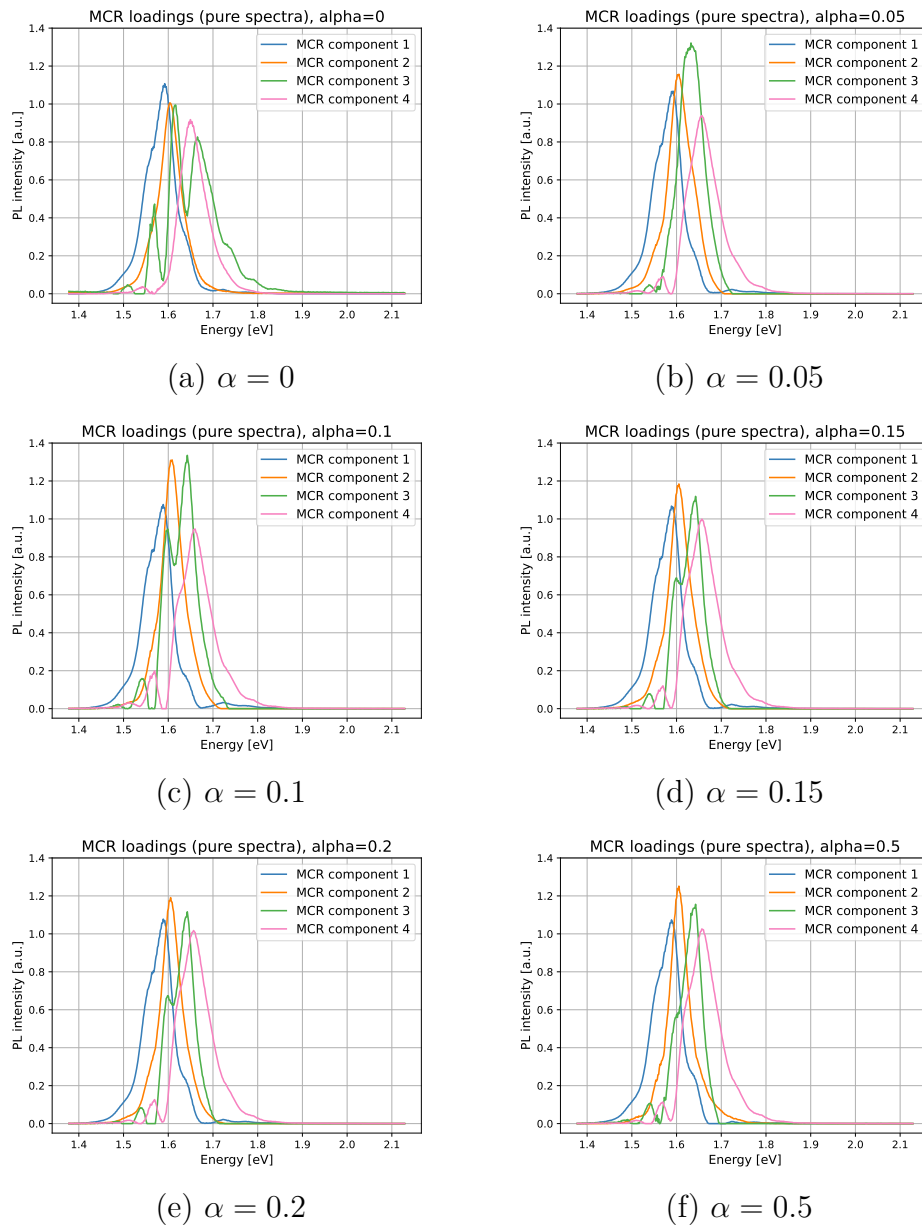 MCR loadings (pure spectra), alpha=0
1.4
MCR component 1
MCR component 2
MCR component 3
MCR component 4
1.2
1.0
0.8
0.6
0.4
0.2
0.0
PL intensity [a.u.]
1.4 1.5 1.6 1.7 1.8 1.9 2.0 2.1
Energy [eV]
(a) α = 0
MCR loadings (pure spectra), alpha=0.05
1.4
MCR component 1
MCR component 2
MCR component 3
MCR component 4
1.2
1.0
0.8
0.6
0.4
0.2
0.0
PL intensity [a.u.]
1.4 1.5 1.6 1.7 1.8 1.9 2.0 2.1
Energy [eV]
(b) α = 0.05
MCR loadings (pure spectra), alpha=0.1
1.4
MCR component 1
MCR component 2
MCR component 3
MCR component 4
1.2
1.0
0.8
0.6
0.4
0.2
0.0
PL intensity [a.u.]
1.4 1.5 1.6 1.7 1.8 1.9 2.0 2.1
Energy [eV]
(c) α = 0.1
MCR loadings (pure spectra), alpha=0.15
1.4
MCR component 1
MCR component 2
MCR component 3
MCR component 4
1.2
1.0
0.8
0.6
0.4
0.2
0.0
PL intensity [a.u.]
1.4 1.5 1.6 1.7 1.8 1.9 2.0 2.1
Energy [eV]
(d) α = 0.15
MCR loadings (pure spectra), alpha=0.2
1.4
MCR component 1
MCR component 2
MCR component 3
MCR component 4
1.2
1.0
0.8
0.6
0.4
0.2
0.0
PL intensity [a.u.]
1.4 1.5 1.6 1.7 1.8 1.9 2.0 2.1
Energy [eV]
(e) α = 0.2
MCR loadings (pure spectra), alpha=0.5
1.4
MCR component 1
MCR component 2
MCR component 3
MCR component 4
1.2
1.0
0.8
0.6
0.4
0.2
0.0
PL intensity [a.u.]
1.4 1.5 1.6 1.7 1.8 1.9 2.0 2.1
Energy [eV]
(f) α = 0.5